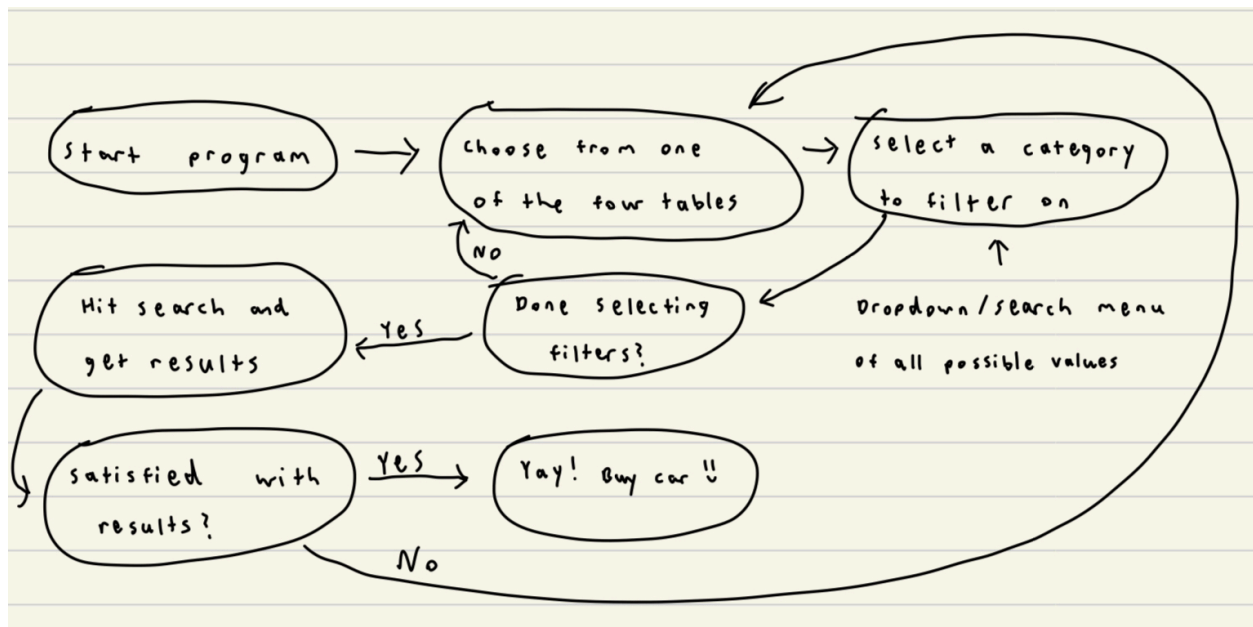 Start program
Choose from one
of the four tables
select a category
to filter on
Dropdown/search menu
of all possible values
Done selecting
filters?
No
Yes
Hit search and
get results
Satisfied with
results?
Yes
Yay! Buy car
No